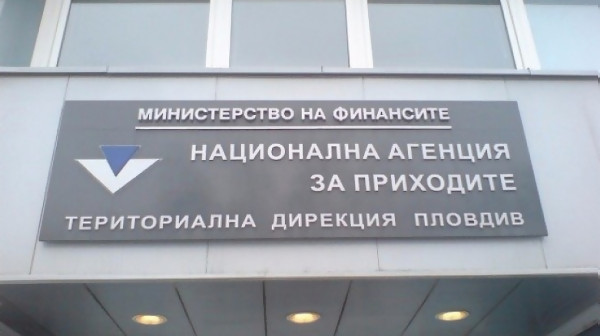 МИНИСТЕРСТВО НА ФИНАНСИТЕ
НАЦИОНАЛНА АГЕНЦИЯ
ЗА ПРИХОДИТЕ
ТЕРИТОРИАЛНА ДИРЕКЦИЯ ПЛОВДИВ